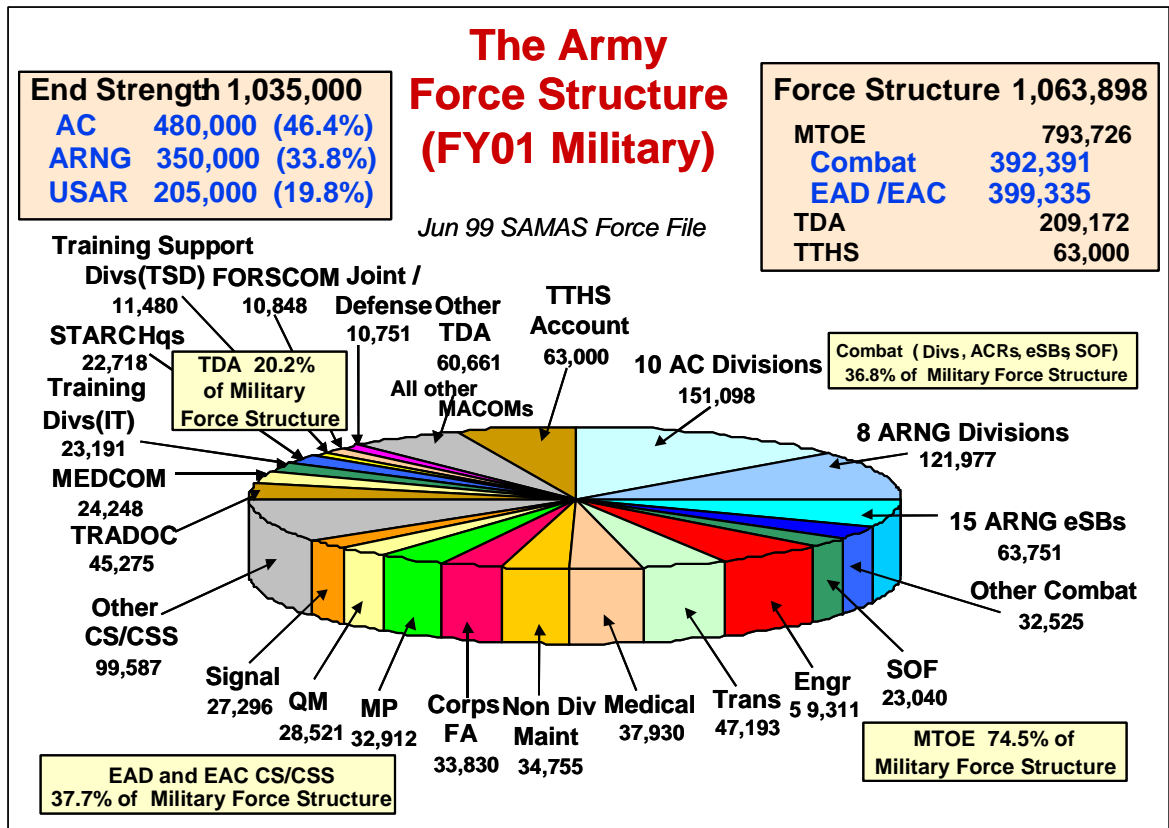 The Army
Force Structure
(FY01 Military)
Jun 99 SAMAS Force File
End Strength 1,035,000
AC 480,000 (46.4%)
ARNG 350,000 (33.8%)
USAR 205,000 (19.8%)
Force Structure 1,063,898
MTOE 793,726
Combat 392,391
EAD /EAC 399,335
TDA 209,172
TTHS 63,000
Training Support
Divs(TSD)
11,480
FORSCOM
10,848
Joint /
Defense
10,751
Other
TDA
60,661
All other
MACOMs
TTHS
Account
63,000
10 AC Divisions
151,098
Combat ( Divs, ACRs, eSBs, SOF)
36.8% of Military Force Structure
8 ARNG Divisions
121,977
15 ARNG eSBs
63,751
Other Combat
32,525
SOF
23,040
Engr
5 9,311
Trans
47,193
Medical
37,930
Non Div
Maint
34,755
Corps
FA
33,830
MP
32,912
QM
28,521
Signal
27,296
Other
CS/CSS
99,587
TRADOC
45,275
MEDCOM
24,248
Training
Divs(IT)
23,191
STARC Hqs
22,718
TDA 20.2%
of Military
Force Structure
EAD and EAC CS/CSS
37.7% of Military Force Structure
MTOE 74.5% of
Military Force Structure